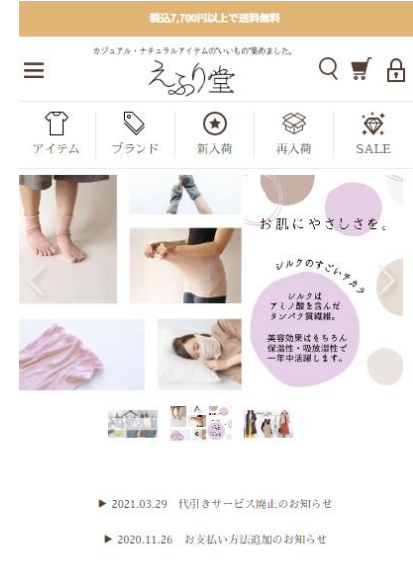 税込7,700円以上で送料無料
カジュアル・ナチュラルアイテムの"いいもの"集めました。
えふり堂
アイテム
ブランド
新入荷
再入荷
SALE
お肌にやさしさを。
シルクのすごいチカラ
シルクは
アミノ酸を含んだ
タンパク質繊維。
美容効果はもちろん
保温性・吸放湿性で
一年中活躍します。
▶ 2021.03.29 代引きサービス廃止のお知らせ
▶ 2020.11.26 お支払い方法追加のお知らせ